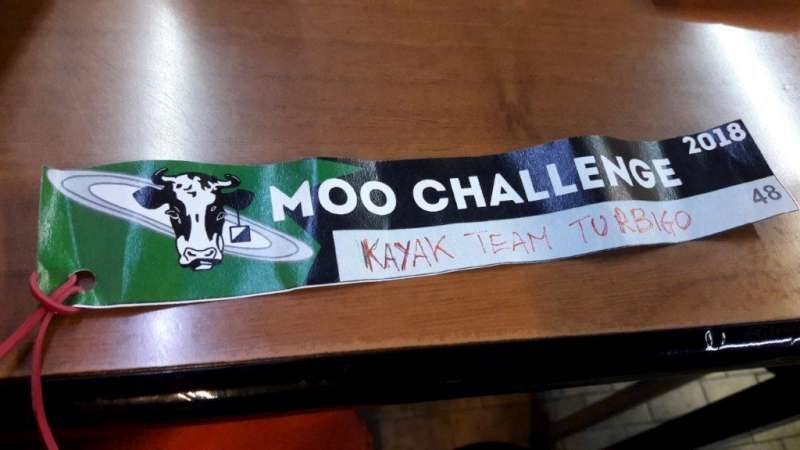 MOO CHALLENGE 2018
KAYAK TEAM TURBIGO 48